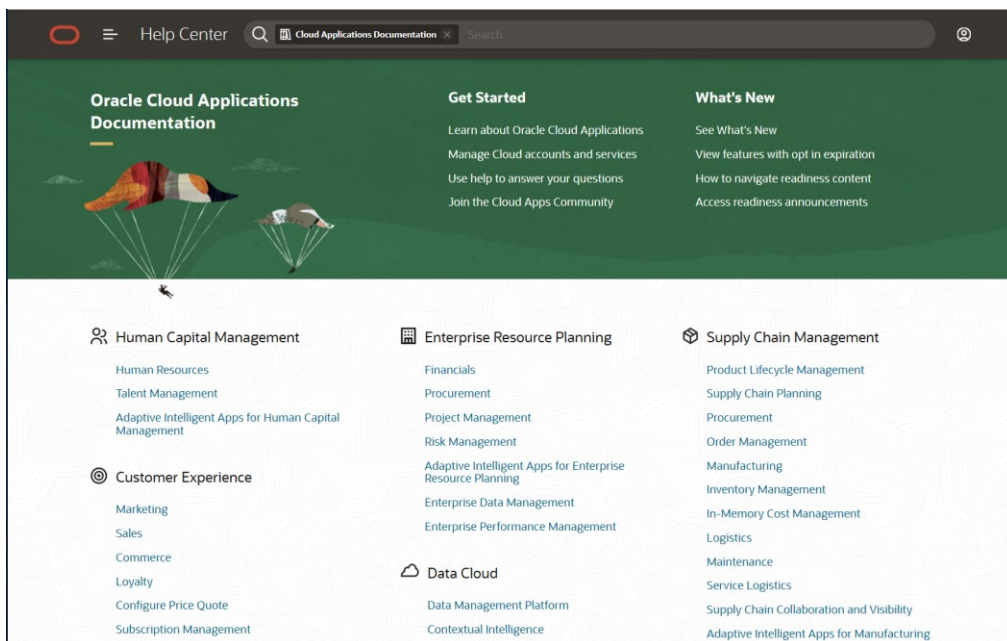 Help Center
Cloud Applications Documentation
Search
Oracle Cloud Applications
Documentation
Get Started
Learn about Oracle Cloud Applications
Manage Cloud accounts and services
Use help to answer your questions
Join the Cloud Apps Community
What's New
See What's New
View features with opt in expiration
How to navigate readiness content
Access readiness announcements
Human Capital Management
Human Resources
Talent Management
Adaptive Intelligent Apps for Human Capital
Management
Customer Experience
Marketing
Sales
Commerce
Loyalty
Configure Price Quote
Subscription Management
Enterprise Resource Planning
Financials
Procurement
Project Management
Risk Management
Adaptive Intelligent Apps for Enterprise
Resource Planning
Enterprise Data Management
Enterprise Performance Management
Data Cloud
Data Management Platform
Contextual Intelligence
Supply Chain Management
Product Lifecycle Management
Supply Chain Planning
Procurement
Order Management
Manufacturing
Inventory Management
In-Memory Cost Management
Logistics
Maintenance
Service Logistics
Supply Chain Collaboration and Visibility
Adaptive Intelligent Apps for Manufacturing